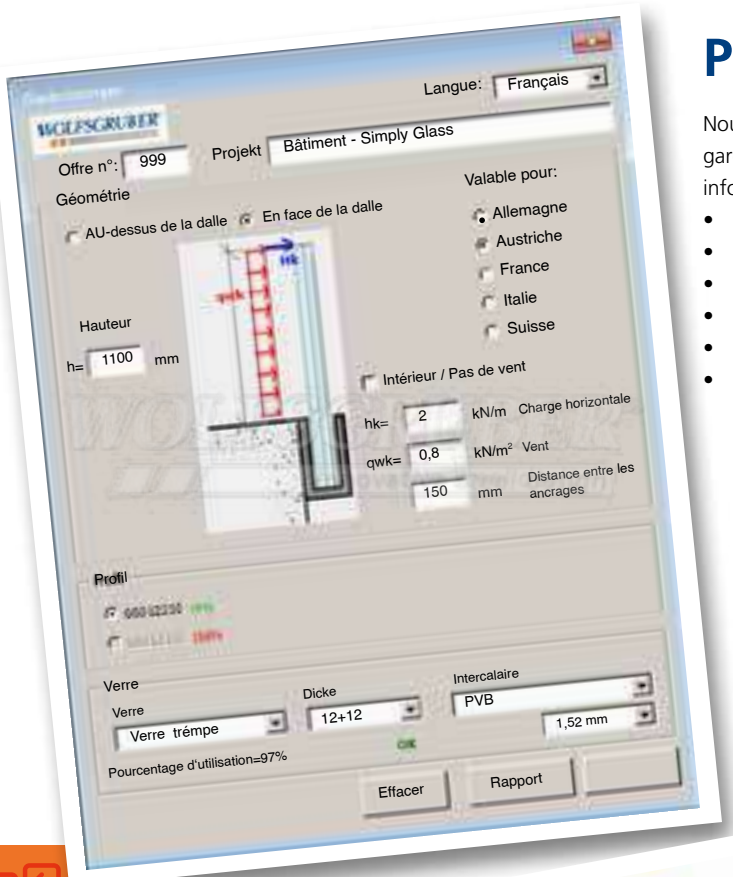 P
Nou
gar
info
Langue: Français
WOLFSGRUBER
Offre n°: 999 Projekt Bâtiment - Simply Glass
Géométrie
AU-dessus de la dalle En face de la dalle
Valable pour:
Allemagne
Austriche
France
Italie
Suisse
Hk
qwk
Hauteur
h= 1100 mm
Intérieur / Pas de vent
hk= 2 kN/m Charge horizontale
qwk= 0,8 kN/m² Vent
150 mm Distance entre les
ancrages
WOLFSGRUBER
Profil
Verre
Verre Dicke Intercalaire
Verre trémpe 12+12 PVB
1,52 mm
Pourcentage d'utilisation=97% OK
Effacer Rapport